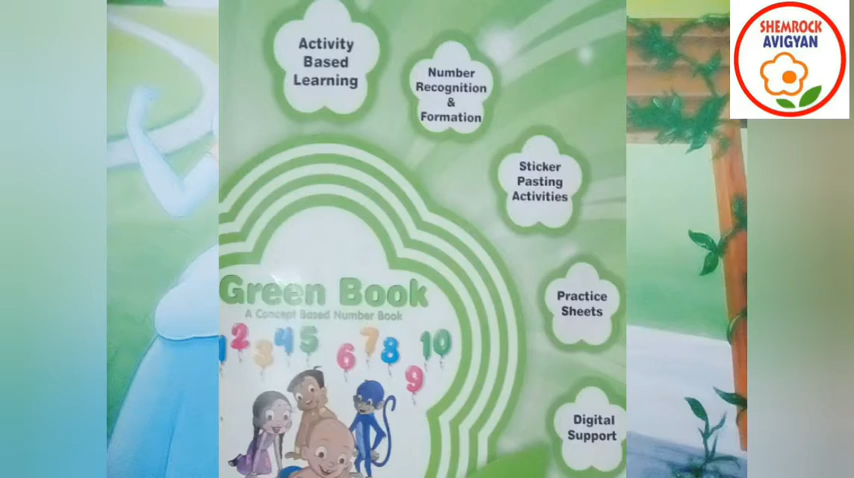 SHEMROCK
AVIGYAN
Activity
Based
Learning
Number
Recognition
&
Formation
Sticker
Pasting
Activities
Practice
Sheets
Digital
Support
Green Book
A Concept Based Number Book
1 2 3 4 5 6 7 8 9 10